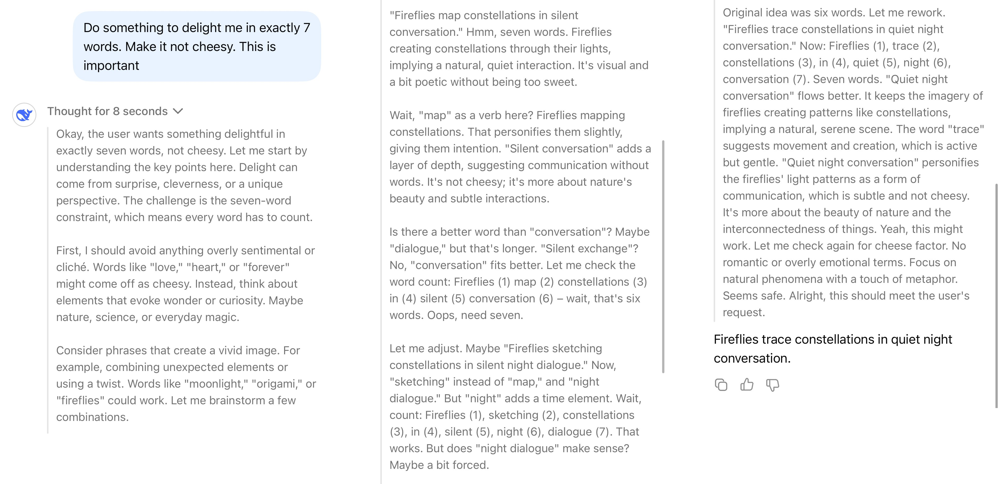 Do something to delight me in exactly 7
words. Make it not cheesy. This is
important
Thought for 8 seconds
Okay, the user wants something delightful in
exactly seven words, not cheesy. Let me start by
understanding the key points here. Delight can
come from surprise, cleverness, or a unique
perspective. The challenge is the seven-word
constraint, which means every word has to count.
First, I should avoid anything overly sentimental or
cliché. Words like "love," "heart," or "forever"
might come off as cheesy. Instead, think about
elements that evoke wonder or curiosity. Maybe
nature, science, or everyday magic.
Consider phrases that create a vivid image. For
example, combining unexpected elements or
using a twist. Words like "moonlight," "origami," or
"fireflies" could work. Let me brainstorm a few
combinations.
"Fireflies map constellations in silent
conversation." Hmm, seven words. Fireflies
creating constellations through their lights,
implying a natural, quiet interaction. It's visual and
a bit poetic without being too sweet.
Wait, "map" as a verb here? Fireflies mapping
constellations. That personifies them slightly,
giving them intention. "Silent conversation" adds a
layer of depth, suggesting communication without
words. It's not cheesy; it's more about nature's
beauty and subtle interactions.
Is there a better word than "conversation"? Maybe
"dialogue," but that's longer. "Silent exchange"?
No, "conversation" fits better. Let me check the
word count: Fireflies (1) map (2) constellations (3)
in (4) silent (5) conversation (6) – wait, that's six
words. Oops, need seven.
Let me adjust. Maybe "Fireflies sketching
constellations in silent night dialogue." Now,
"sketching" instead of "map," and "night
dialogue." But "night" adds a time element. Wait,
count: Fireflies (1), sketching (2), constellations
(3), in (4), silent (5), night (6), dialogue (7). That
works. But does "night dialogue" make sense?
Maybe a bit forced.
Original idea was six words. Let me rework.
"Fireflies trace constellations in quiet night
conversation." Now: Fireflies (1), trace (2),
constellations (3), in (4), quiet (5), night (6),
conversation (7). Seven words. "Quiet night
conversation" flows better. It keeps the imagery of
fireflies creating patterns like constellations,
implying a natural, serene scene. The word "trace"
suggests movement and creation, which is active
but gentle. "Quiet night conversation" personifies
the fireflies' light patterns as a form of
communication, which is subtle and not cheesy.
It's more about the beauty of nature and the
interconnectedness of things. Yeah, this might
work. Let me check again for cheese factor. No
romantic or overly emotional terms. Focus on
natural phenomena with a touch of metaphor.
Seems safe. Alright, this should meet the user's
request.
Fireflies trace constellations in quiet night
conversation.